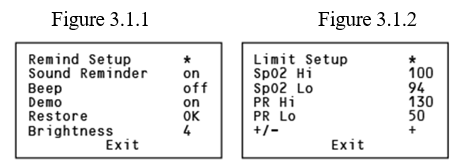 Figure 3.1.1
Remind Setup *
Sound Reminder on
Beep off
Demo on
Restore OK
Brightness 4
Exit
Figure 3.1.2
Limit Setup *
SpO2 Hi 100
SpO2 Lo 94
PR Hi 130
PR Lo 50
+/- +
Exit